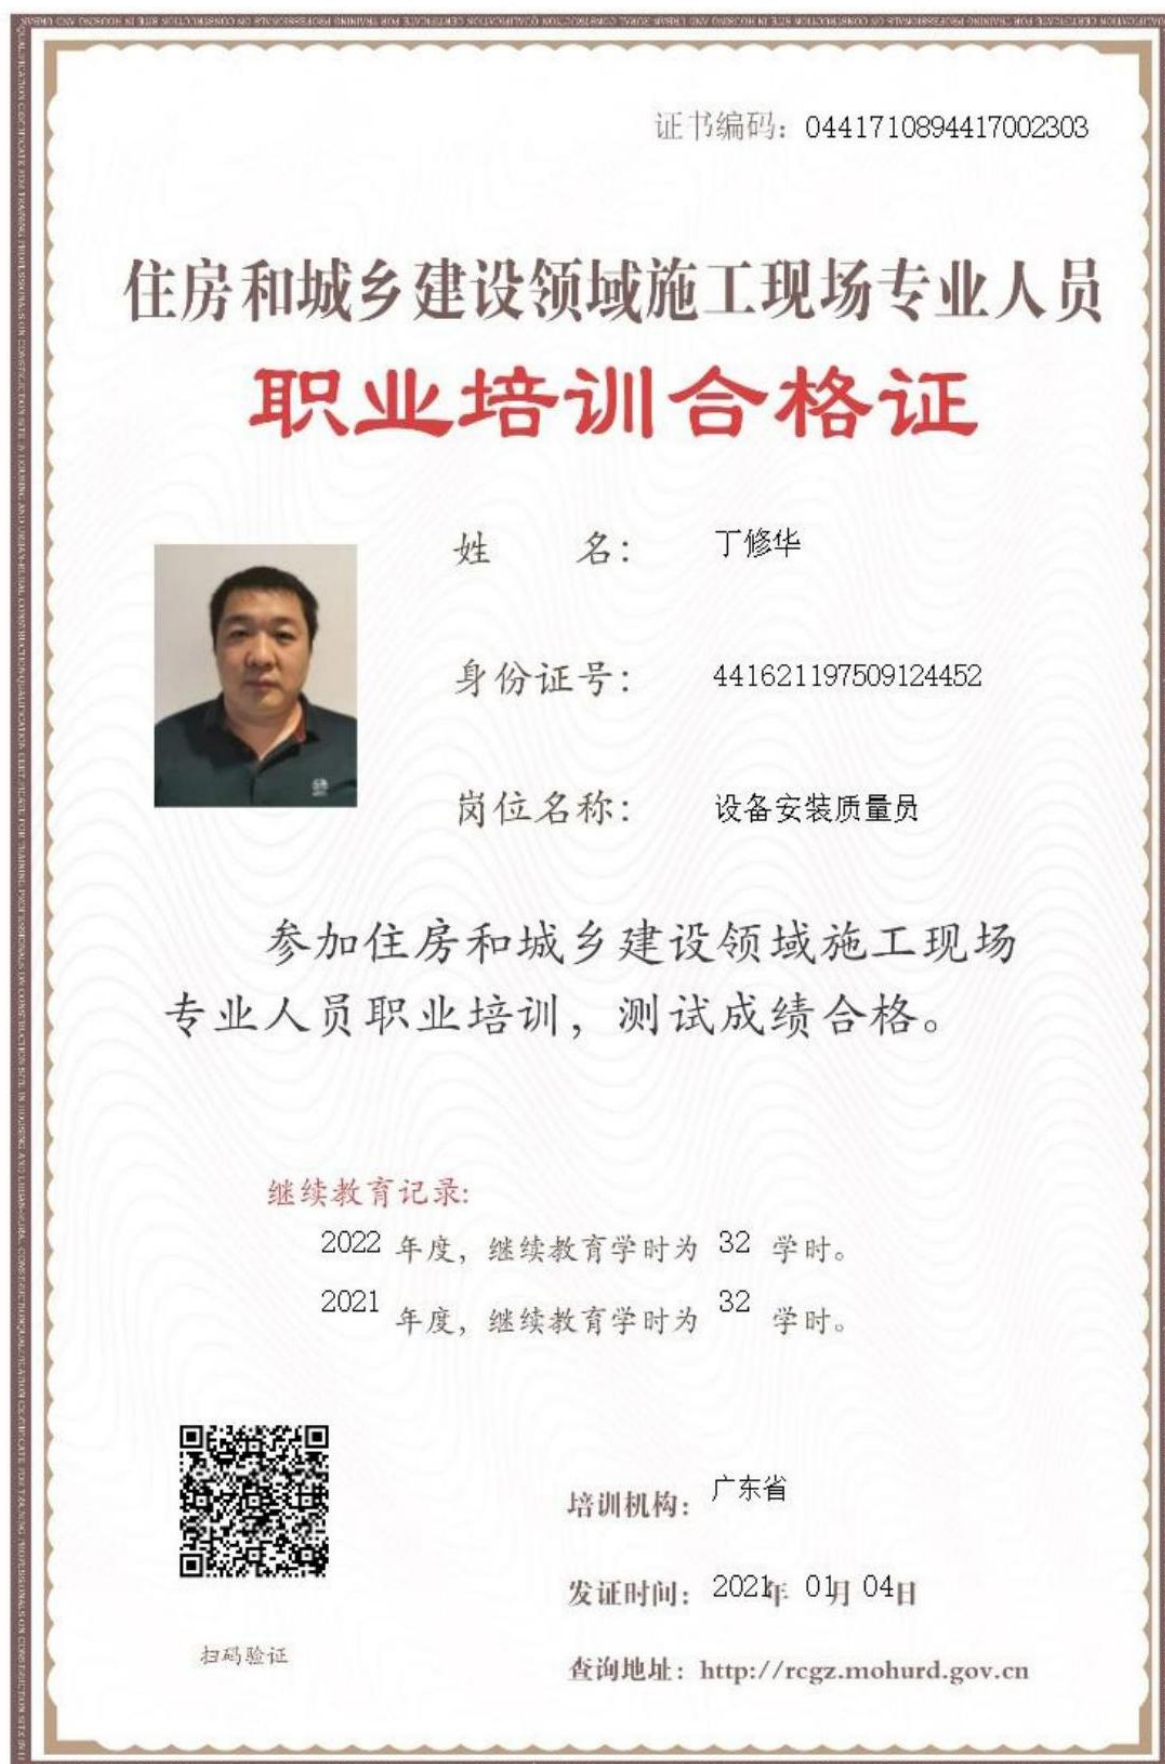 证书编码：0441710894417002303
住房和城乡建设领域施工现场专业人员
职业培训合格证
姓 名： 丁修华
身份证号： 441621197509124452
岗位名称： 设备安装质量员
参加住房和城乡建设领域施工现场
专业人员职业培训，测试成绩合格。
继续教育记录:
2022 年度，继续教育学时为 32 学时。
2021 年度，继续教育学时为 32 学时。
培训机构： 广东省
发证时间： 2021年 01月 04日
扫码验证
查询地址：http://rcgz.mohurd.gov.cn